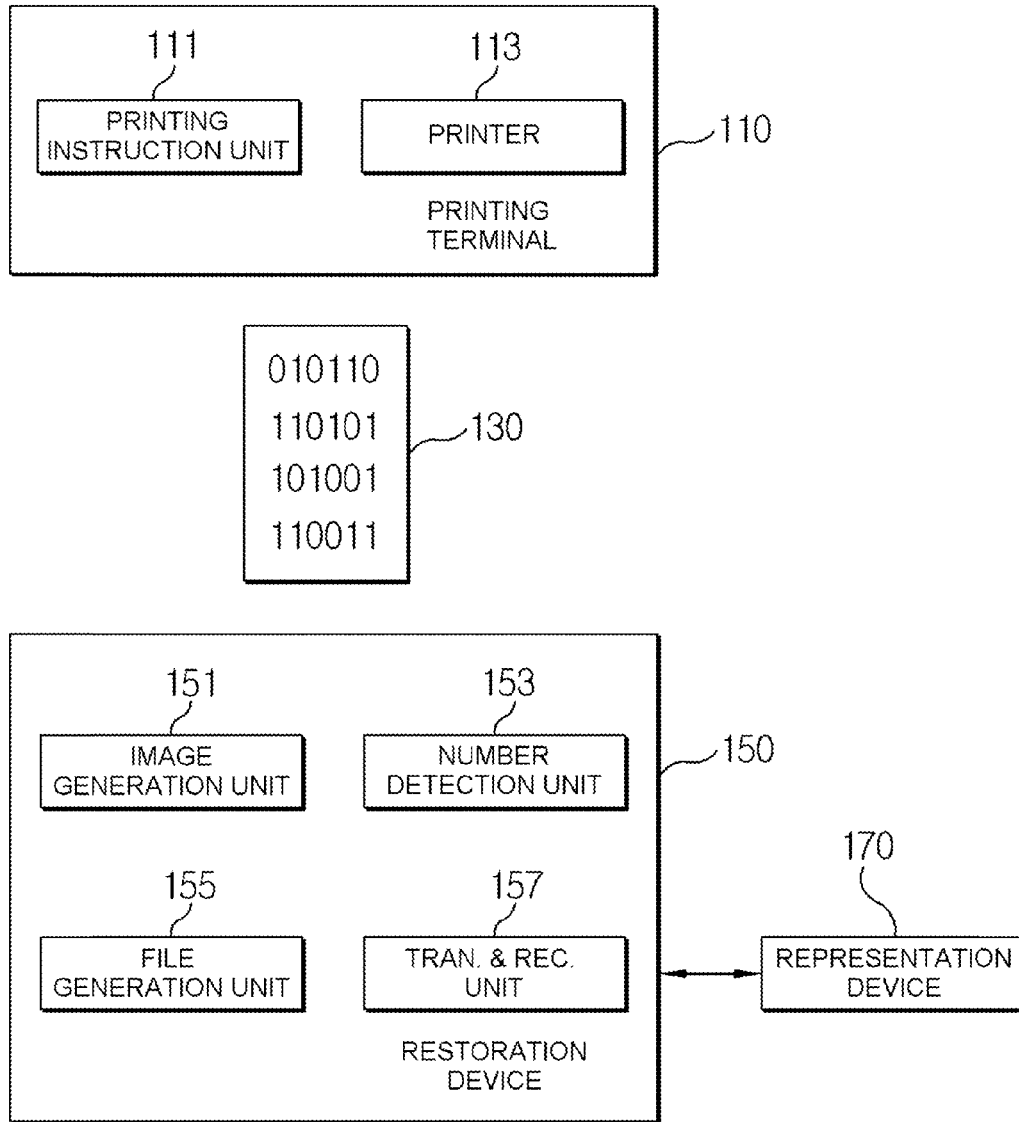 111
113
PRINTING
INSTRUCTION UNIT
PRINTER
110
PRINTING
TERMINAL
010110
110101
130
101001
110011
151
153
IMAGE
GENERATION UNIT
NUMBER
DETECTION UNIT
150
155
157
170
FILE
GENERATION UNIT
TRAN. & REC.
UNIT
REPRESENTATION
DEVICE
RESTORATION
DEVICE